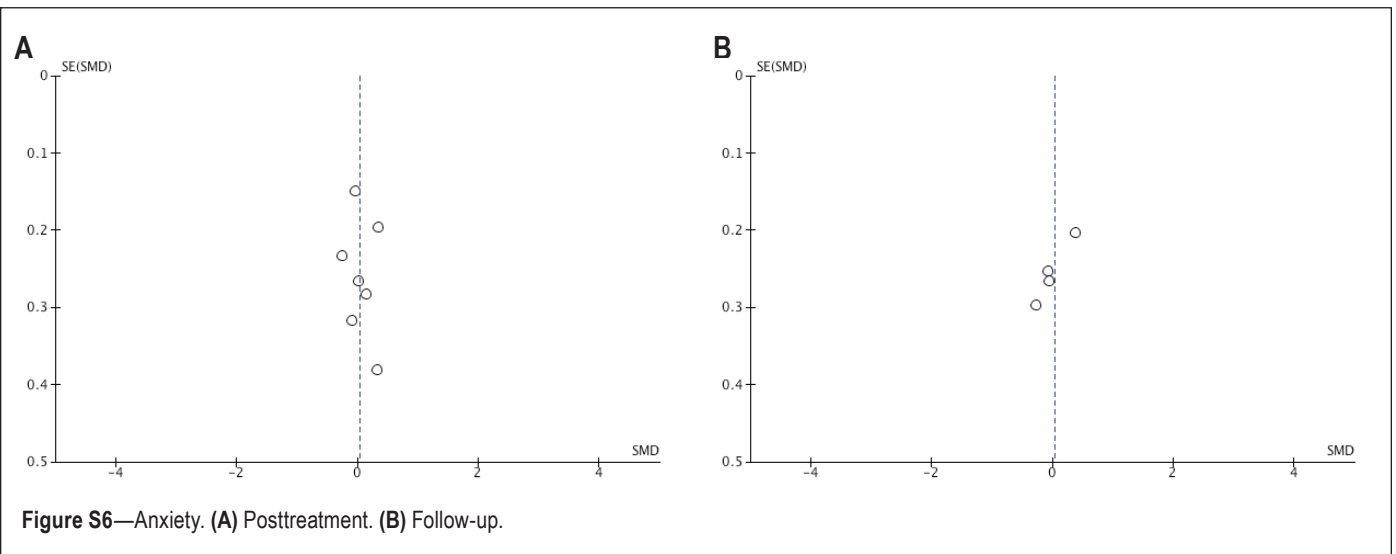 A
SE(SMD)
0
0.1
0.2
0.3
0.4
0.5
SMD
−4 −2 0 2 4
B
SE(SMD)
0
0.1
0.2
0.3
0.4
0.5
SMD
−4 −2 0 2 4
Figure S6—Anxiety. (A) Posttreatment. (B) Follow-up.